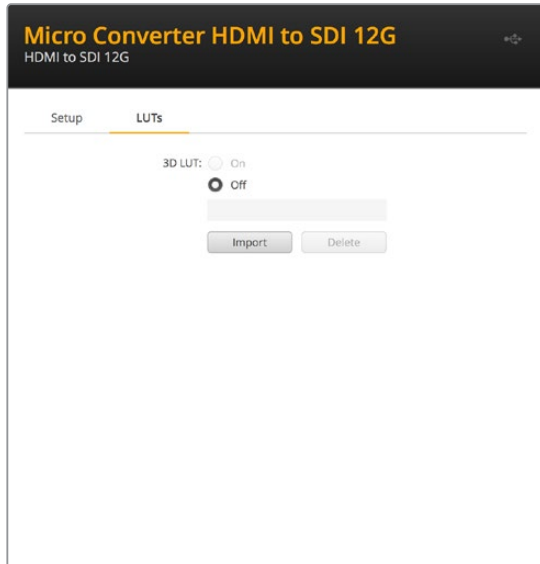 Micro Converter HDMI to SDI 12G
HDMI to SDI 12G
Setup LUTs
3D LUT: On
Off
Import Delete